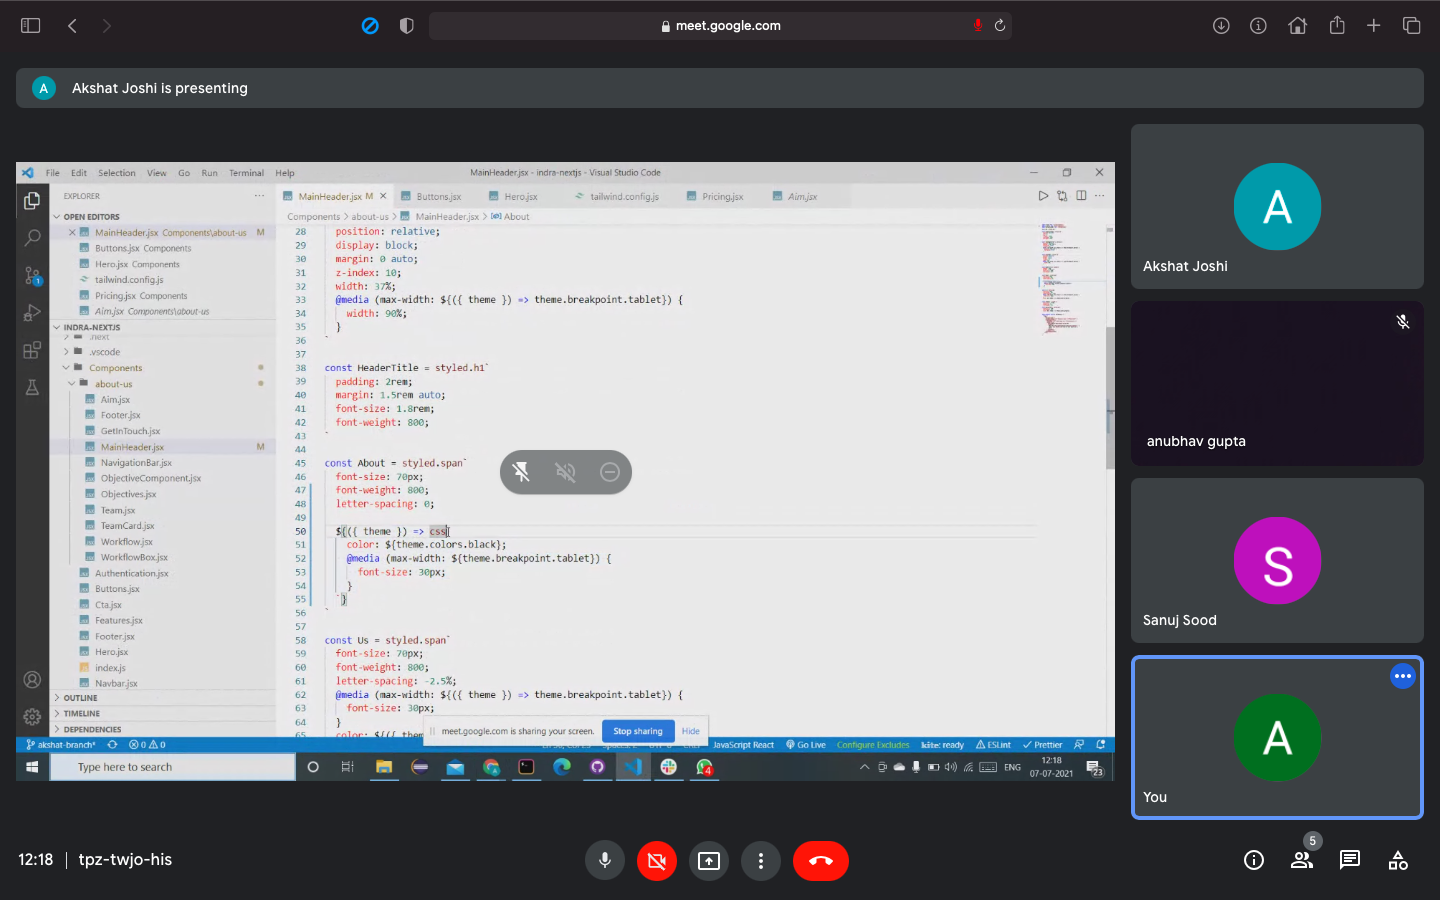 meet.google.com
A Akshat Joshi is presenting
File Edit Selection View Go Run Terminal Help
MainHeader.jsx - indra-nextjs - Visual Studio Code
EXPLORER
OPEN EDITORS
MainHeader.jsx Components\about-us M
Buttons.jsx Components
Hero.jsx Components
tailwind.config.js
Pricing.jsx Components
Aim.jsx Components\about-us
INDRA-NEXTJS
.next
.vscode
Components
about-us
Aim.jsx
Footer.jsx
GetInTouch.jsx
MainHeader.jsx M
NavigationBar.jsx
ObjectiveComponent.jsx
Objectives.jsx
Team.jsx
TeamCard.jsx
Workflow.jsx
WorkflowBox.jsx
Authentication.jsx
Buttons.jsx
Cta.jsx
Features.jsx
Footer.jsx
Hero.jsx
index.js
Navbar.jsx
OUTLINE
TIMELINE
DEPENDENCIES
MainHeader.jsx M Buttons.jsx Hero.jsx tailwind.config.js Pricing.jsx Aim.jsx
Components > about-us > MainHeader.jsx > About
28 position: relative;
29 display: block;
30 margin: 0 auto;
31 z-index: 10;
32 width: 37%;
33 @media (max-width: ${({ theme }) => theme.breakpoint.tablet}) {
34 width: 90%;
35 }
36 `
37
38 const HeaderTitle = styled.h1`
39 padding: 2rem;
40 margin: 1.5rem auto;
41 font-size: 1.8rem;
42 font-weight: 800;
43 `
44
45 const About = styled.span`
46 font-size: 70px;
47 font-weight: 800;
48 letter-spacing: 0;
49
50 ${({ theme }) => css
51 color: ${theme.colors.black};
52 @media (max-width: ${theme.breakpoint.tablet}) {
53 font-size: 30px;
54 }
55 `}
56 `
57
58 const Us = styled.span`
59 font-size: 70px;
60 font-weight: 800;
61 letter-spacing: -2.5%;
62 @media (max-width: ${({ theme }) => theme.breakpoint.tablet}) {
63 font-size: 30px;
64 }
65 color: ${({ them
meet.google.com is sharing your screen. Stop sharing Hide
akshat-branch* 0 0 JavaScript React Go Live Configure Excludes kite: ready ESLint Prettier
Type here to search
4
ENG
12:18
07-07-2021
23
A
Akshat Joshi
anubhav gupta
S
Sanuj Sood
A
You
12:18 | tpz-twjo-his
5